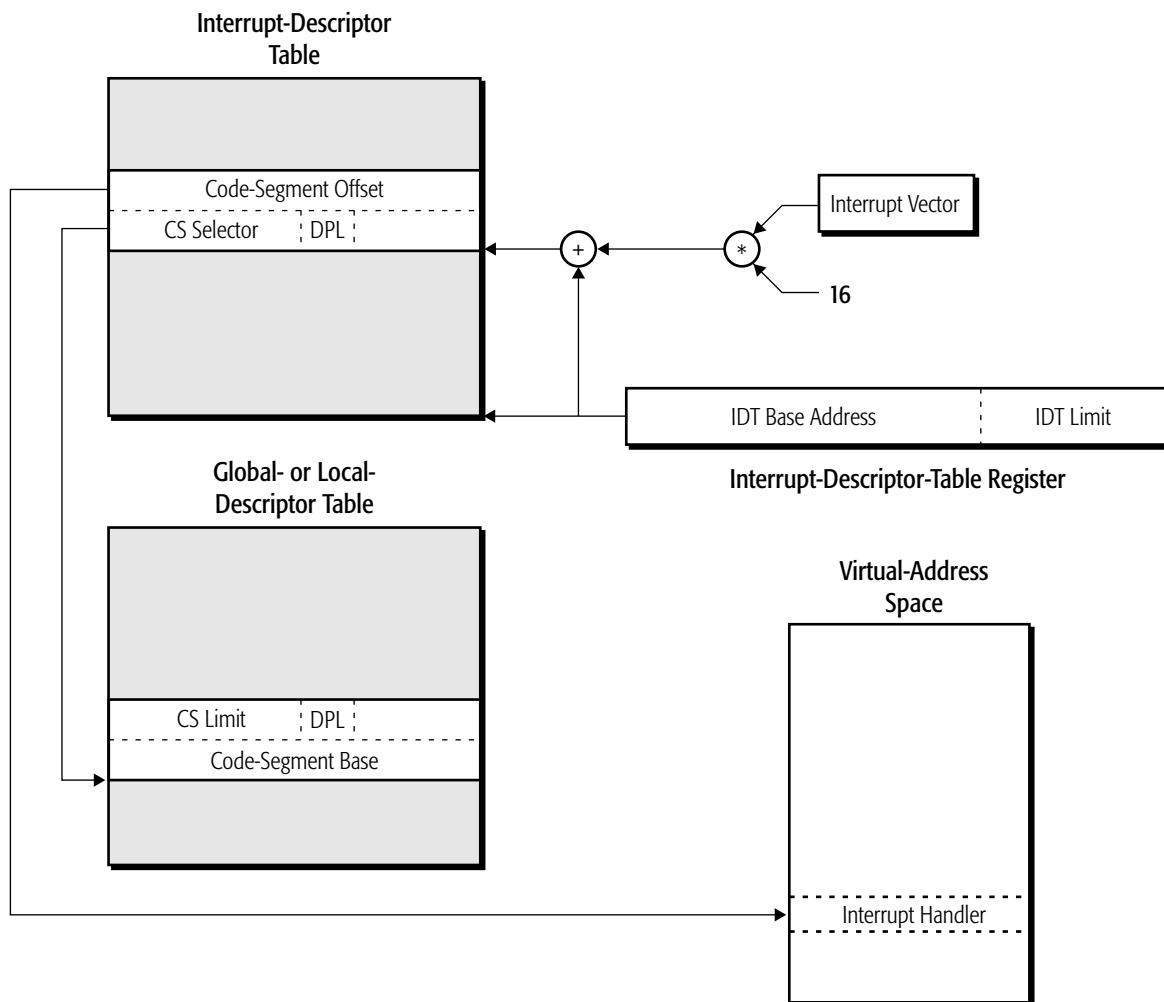 Interrupt-Descriptor
Table
Code-Segment Offset
CS Selector DPL
Interrupt Vector
+
*
16
IDT Base Address IDT Limit
Interrupt-Descriptor-Table Register
Global- or Local-
Descriptor Table
CS Limit DPL
Code-Segment Base
Virtual-Address
Space
Interrupt Handler